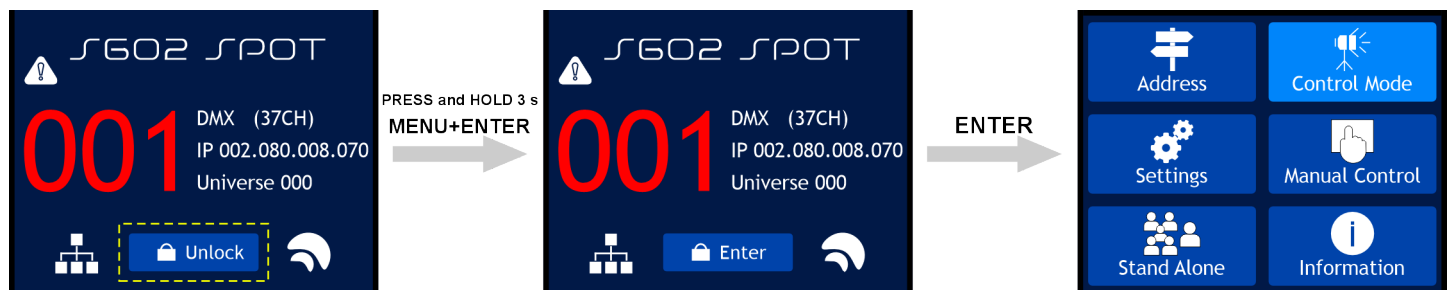 SG02 SPOT
001
DMX (37CH)
IP 002.080.008.070
Universe 000
Unlock
PRESS and HOLD 3 s
MENU+ENTER
SG02 SPOT
001
DMX (37CH)
IP 002.080.008.070
Universe 000
Enter
ENTER
Address
Control Mode
Settings
Manual Control
Stand Alone
Information